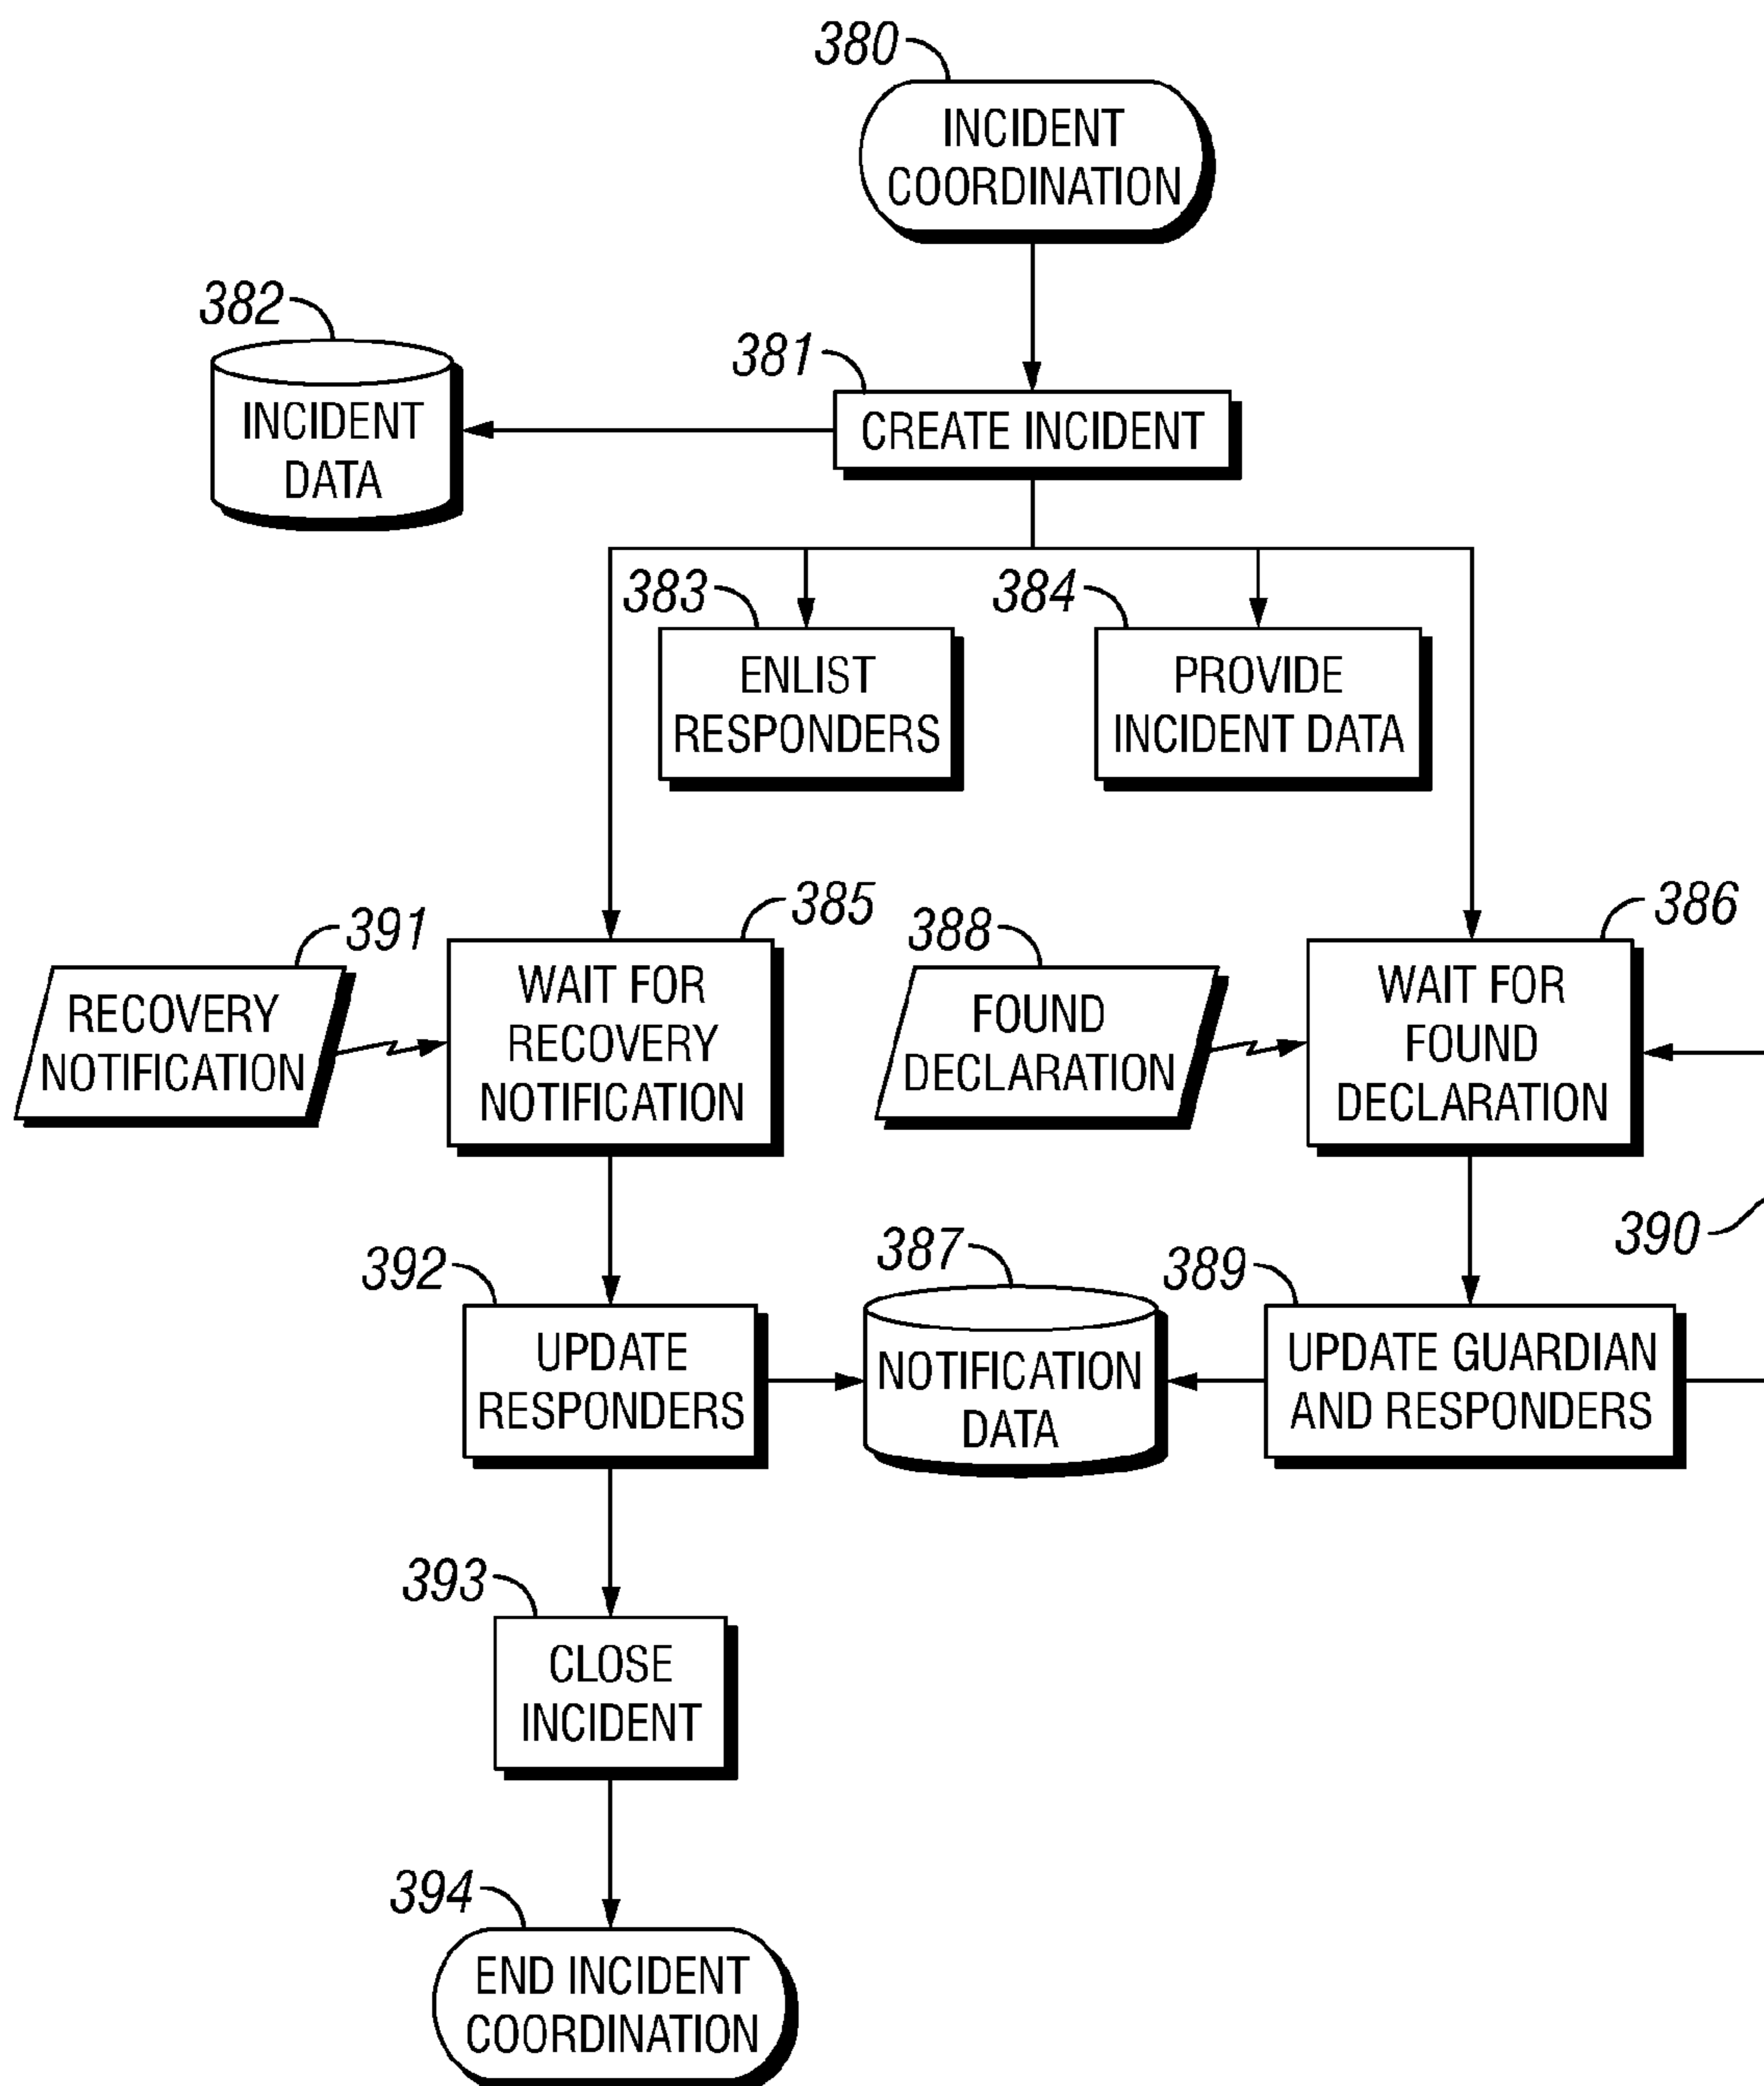 380
INCIDENT
COORDINATION
382
INCIDENT
DATA
381
CREATE INCIDENT
383
ENLIST
RESPONDERS
384
PROVIDE
INCIDENT DATA
391
RECOVERY
NOTIFICATION
385
WAIT FOR
RECOVERY
NOTIFICATION
388
FOUND
DECLARATION
386
WAIT FOR
FOUND
DECLARATION
390
392
UPDATE
RESPONDERS
387
NOTIFICATION
DATA
389
UPDATE GUARDIAN
AND RESPONDERS
393
CLOSE
INCIDENT
394
END INCIDENT
COORDINATION